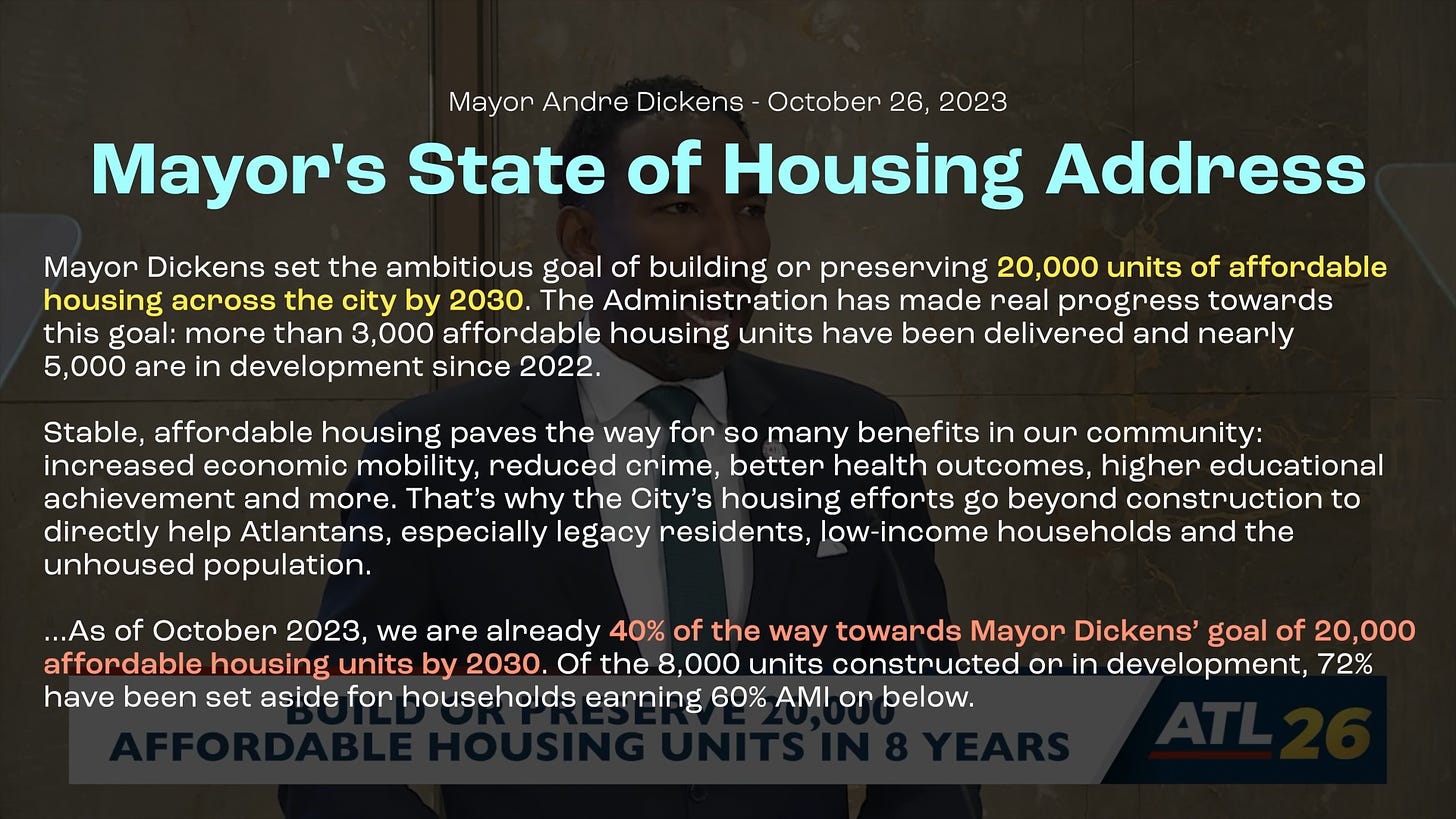 Mayor Andre Dickens - October 26, 2023
Mayor's State of Housing Address
Mayor Dickens set the ambitious goal of building or preserving 20,000 units of affordable
housing across the city by 2030. The Administration has made real progress towards
this goal: more than 3,000 affordable housing units have been delivered and nearly
5,000 are in development since 2022.
Stable, affordable housing paves the way for so many benefits in our community:
increased economic mobility, reduced crime, better health outcomes, higher educational
achievement and more. That’s why the City’s housing efforts go beyond construction to
directly help Atlantans, especially legacy residents, low-income households and the
unhoused population.
...As of October 2023, we are already 40% of the way towards Mayor Dickens’ goal of 20,000
affordable housing units by 2030. Of the 8,000 units constructed or in development, 72%
have been set aside for households earning 60% AMI or below.
BUILD OR PRESERVE 20,000
AFFORDABLE HOUSING UNITS IN 8 YEARS
ATL 26